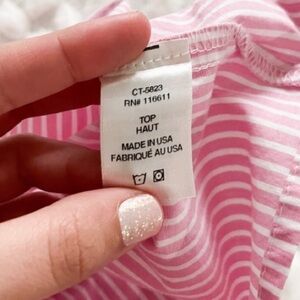 CT-5823
RN# 116611
TOP
HAUT
MADE IN USA
FABRIQUÉ AU USA